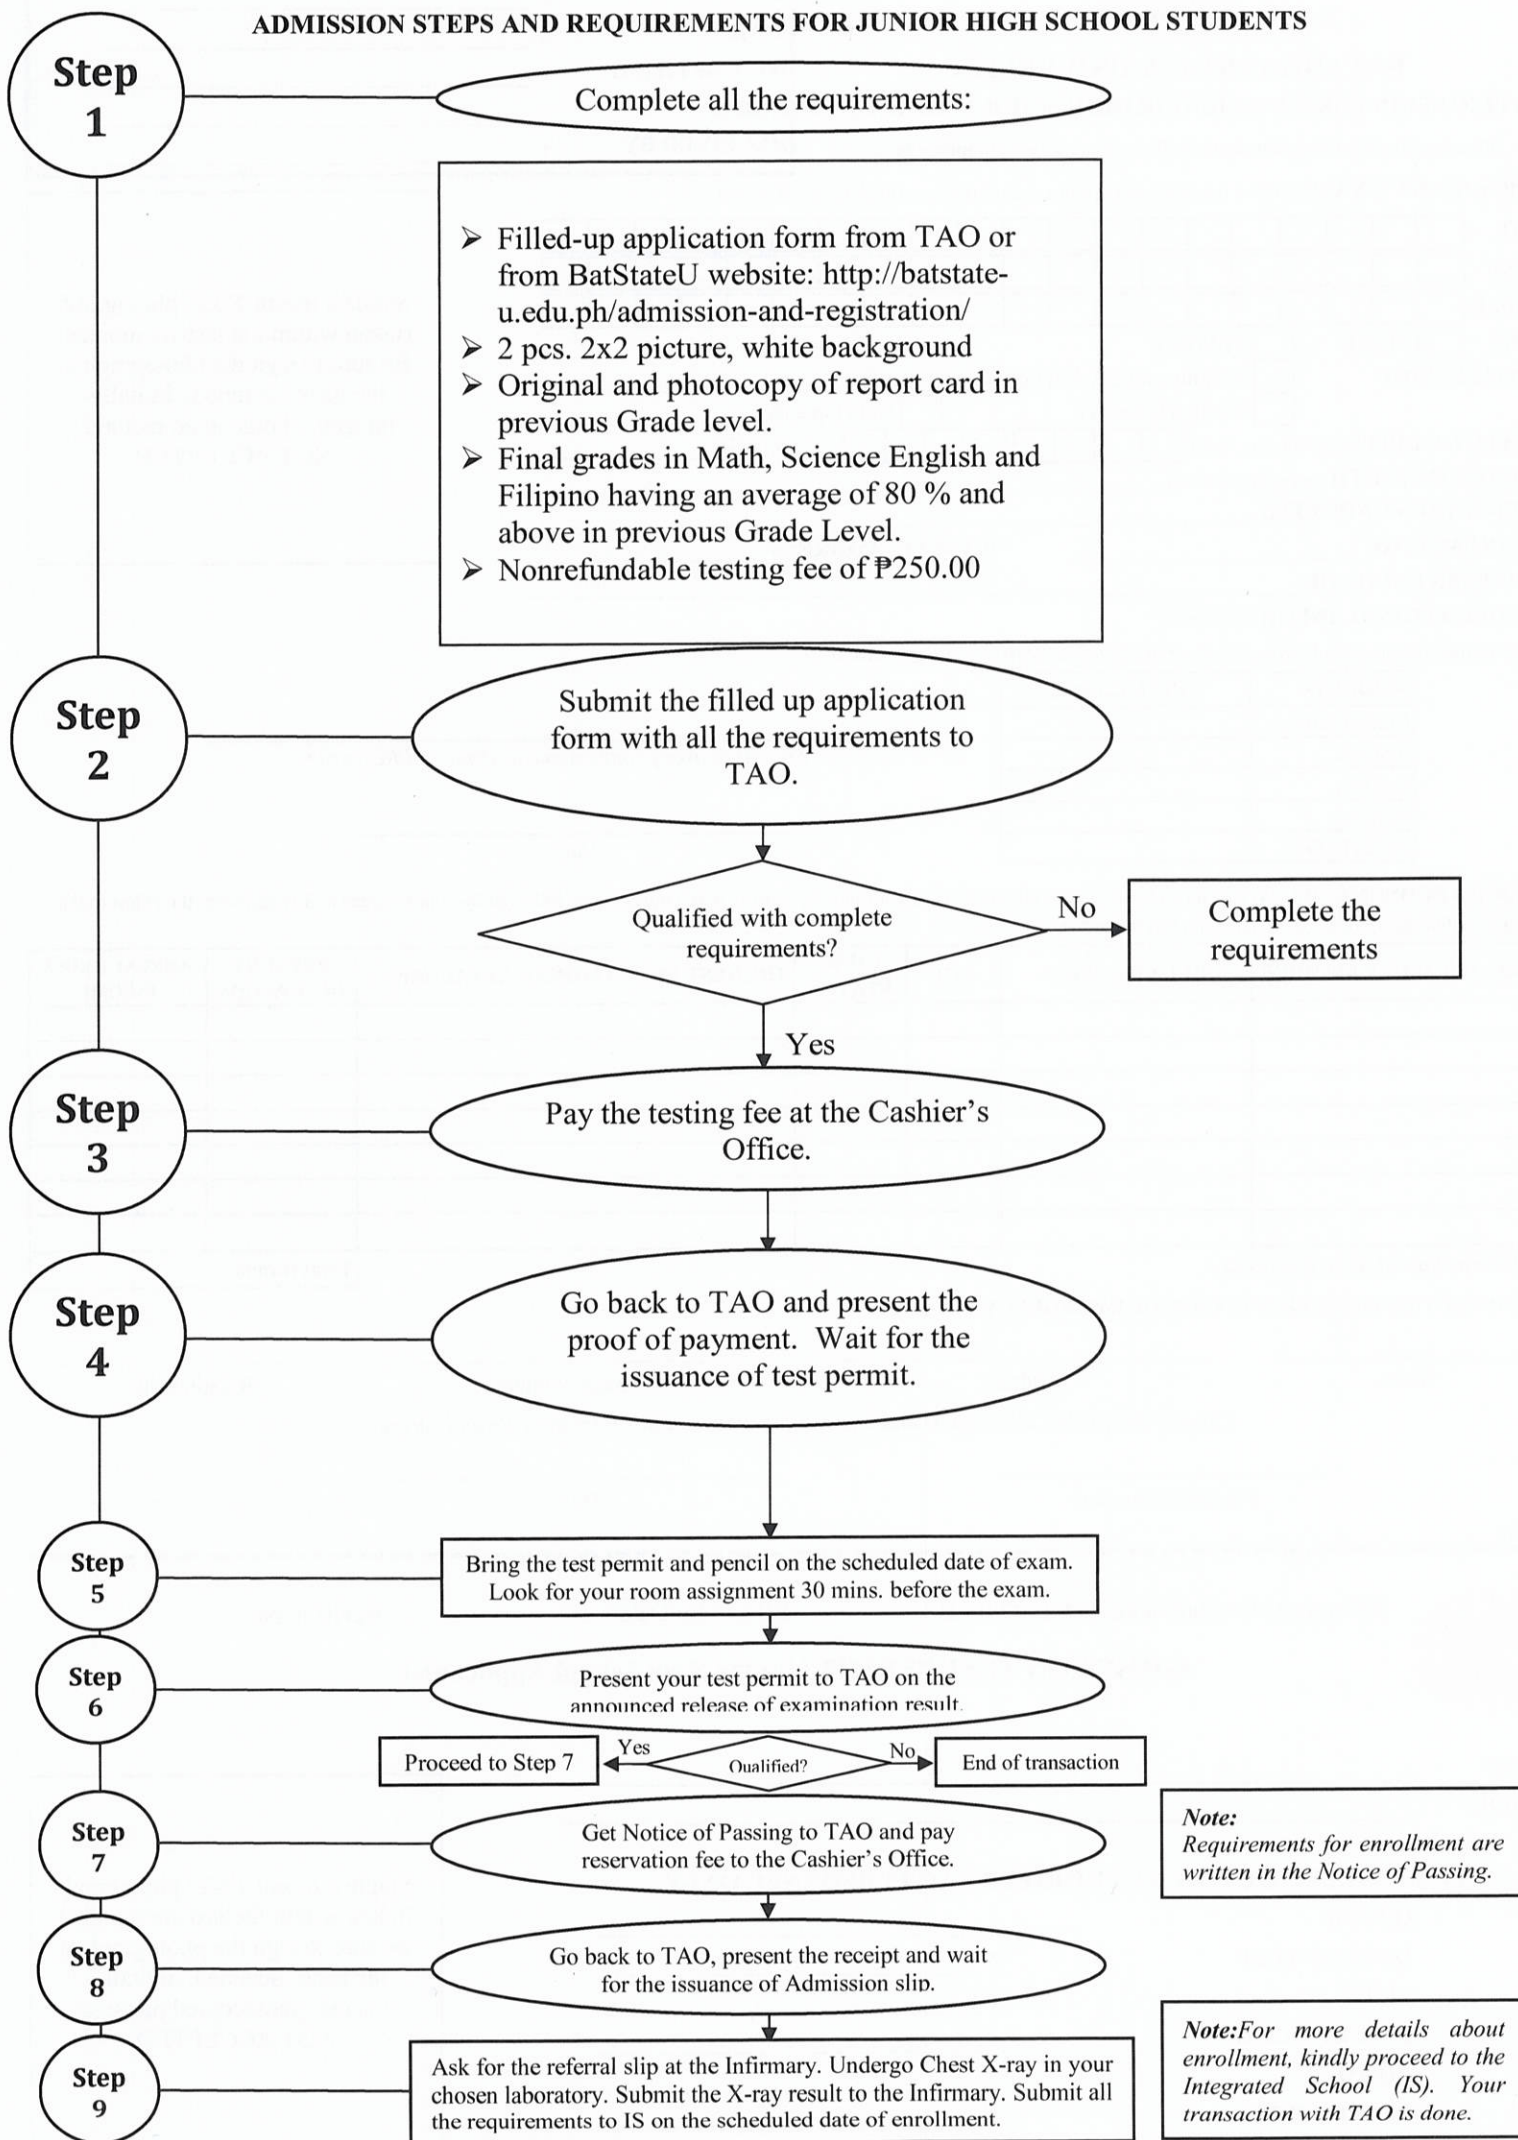 ADMISSION STEPS AND REQUIREMENTS FOR JUNIOR HIGH SCHOOL STUDENTS
Step
1
Complete all the requirements:
➢ Filled-up application form from TAO or
from BatStateU website: http://batstate-
u.edu.ph/admission-and-registration/
➢ 2 pcs. 2x2 picture, white background
➢ Original and photocopy of report card in
previous Grade level.
➢ Final grades in Math, Science English and
Filipino having an average of 80 % and
above in previous Grade Level.
➢ Nonrefundable testing fee of ₱250.00
Step
2
Submit the filled up application
form with all the requirements to
TAO.
Qualified with complete
requirements?
No
Complete the
requirements
Yes
Step
3
Pay the testing fee at the Cashier's
Office.
Step
4
Go back to TAO and present the
proof of payment. Wait for the
issuance of test permit.
Step
5
Bring the test permit and pencil on the scheduled date of exam.
Look for your room assignment 30 mins. before the exam.
Step
6
Present your test permit to TAO on the
announced release of examination result.
Proceed to Step 7
Yes
Qualified?
No
End of transaction
Step
7
Get Notice of Passing to TAO and pay
reservation fee to the Cashier's Office.
Note:
Requirements for enrollment are
written in the Notice of Passing.
Step
8
Go back to TAO, present the receipt and wait
for the issuance of Admission slip.
Step
9
Ask for the referral slip at the Infirmary. Undergo Chest X-ray in your
chosen laboratory. Submit the X-ray result to the Infirmary. Submit all
the requirements to IS on the scheduled date of enrollment.
Note:For more details about
enrollment, kindly proceed to the
Integrated School (IS). Your
transaction with TAO is done.